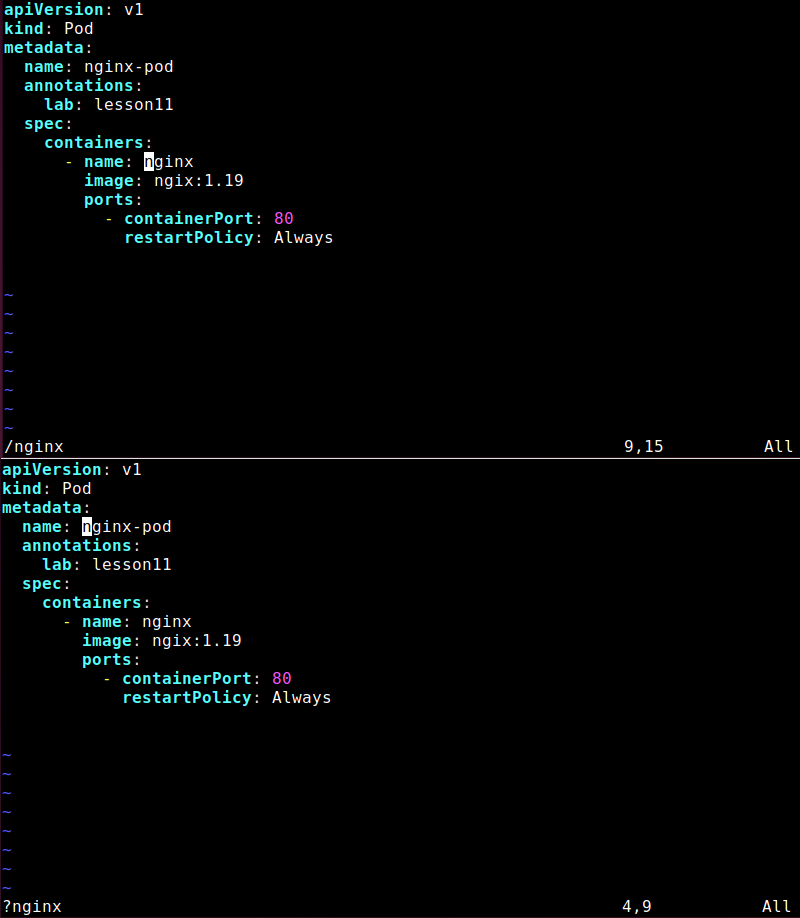 apiVersion: v1
kind: Pod
metadata:
  name: nginx-pod
  annotations:
    lab: lesson11
  spec:
    containers:
      - name: nginx
        image: ngix:1.19
        ports:
          - containerPort: 80
            restartPolicy: Always
~
~
~
~
~
~
~
~
/nginx 9,15 All
apiVersion: v1
kind: Pod
metadata:
  name: nginx-pod
  annotations:
    lab: lesson11
  spec:
    containers:
      - name: nginx
        image: ngix:1.19
        ports:
          - containerPort: 80
            restartPolicy: Always
~
~
~
~
~
~
~
~
?nginx 4,9 All